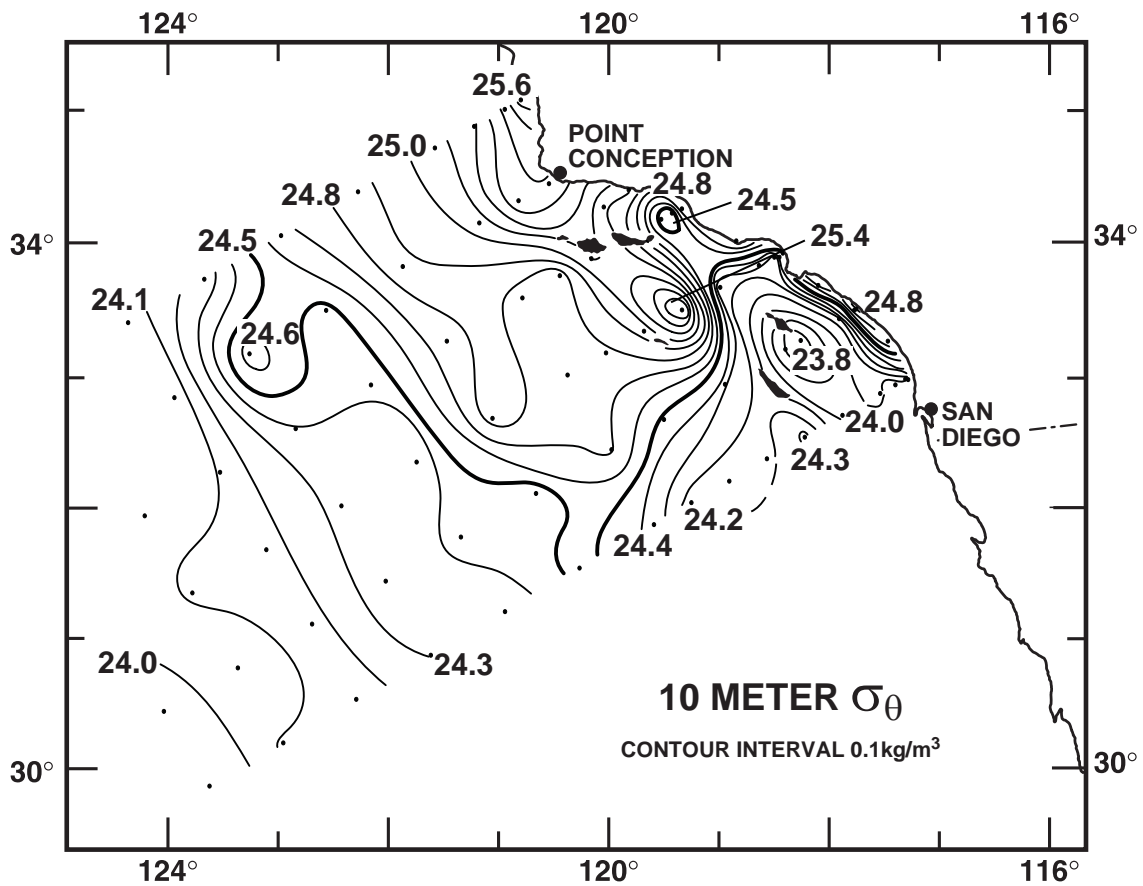 124° 120° 116°
25.6
POINT
CONCEPTION
25.0
24.8
24.8
24.5
34°
24.5
25.4
34°
24.1
24.8
24.6
23.8
24.0
SAN
DIEGO
24.3
24.2
24.4
24.0
24.3
10 METER σθ
CONTOUR INTERVAL 0.1kg/m³
30°
30°
124° 120° 116°